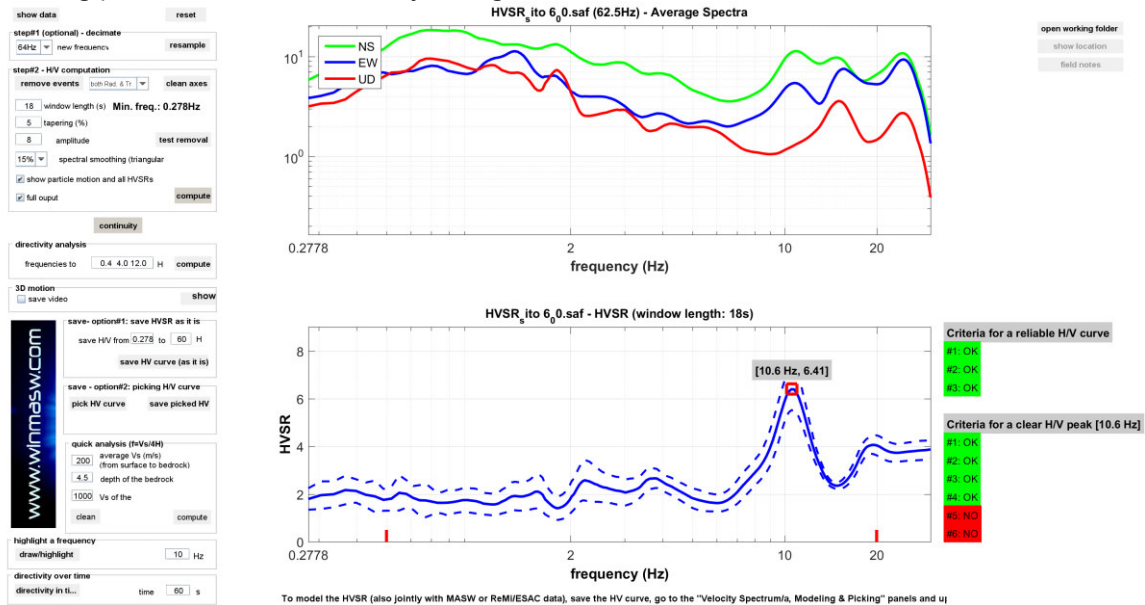 show data
reset
step#1 (optional) - decimate
64Hz
new frequency
resample
step#2 - H/V computation
remove events
both Rad. & Tr
clean axes
18
window length (s)
Min. freq.: 0.278Hz
5
tapering (%)
8
amplitude
test removal
15%
spectral smoothing (triangular
show particle motion and all HVSRs
full ouput
compute
continuity
directivity analysis
frequencies to
0.4 4.0 12.0
H
compute
3D motion
save video
show
www.winmasw.com
save- option#1: save HVSR as it is
save H/V from
0.278
to
60
H
save HV curve (as it is)
save - option#2: picking H/V curve
pick HV curve
save picked HV
quick analysis (f=Vs/4H)
200
average Vs (m/s)
(from surface to bedrock)
4.5
depth of the bedrock
1000
Vs of the
clean
compute
highlight a frequency
draw/highlight
10
Hz
directivity over time
directivity in ti...
time
60
s
HVSRsito 600.saf (62.5Hz) - Average Spectra
NS
EW
UD
10^1
10^0
0.2778
2
10
20
frequency (Hz)
HVSRsito 600.saf - HVSR (window length: 18s)
[10.6 Hz, 6.41]
HVSR
8
6
4
2
0
0.2778
2
10
20
frequency (Hz)
To model the HVSR (also jointly with MASW or ReMi/ESAC data), save the HV curve, go to the "Velocity Spectrum/a, Modeling & Picking" panels and u
open working folder
show location
field notes
Criteria for a reliable H/V curve
#1: OK
#2: OK
#3: OK
Criteria for a clear H/V peak [10.6 Hz]
#1: OK
#2: OK
#3: OK
#4: OK
#5: NO
#6: NO